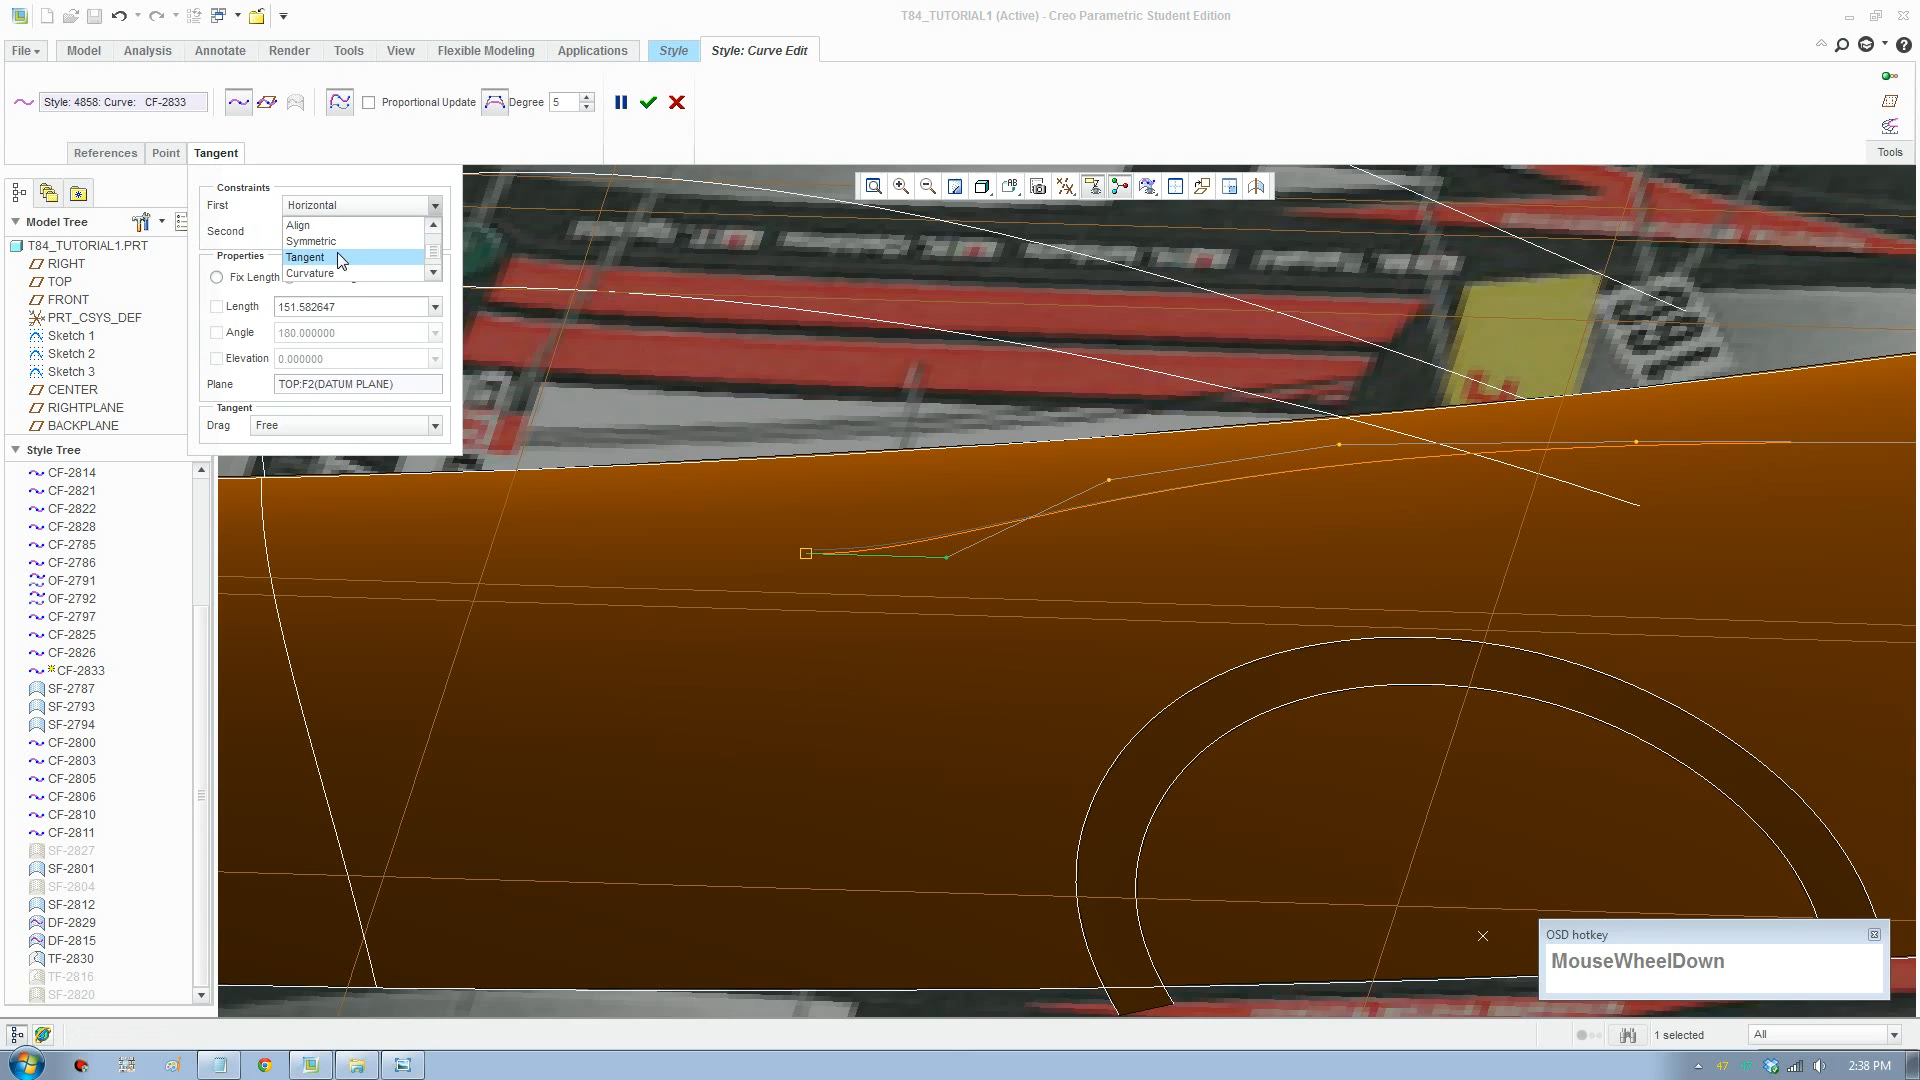 T84_TUTORIAL1 (Active) - Creo Parametric Student Edition
File
Model
Analysis
Annotate
Render
Tools
View
Flexible Modeling
Applications
Style
Style: Curve Edit
Style: 4858: Curve: CF-2833
Proportional Update
Degree
5
References
Point
Tangent
Tools
Constraints
First
Horizontal
Align
Symmetric
Tangent
Curvature
Second
Properties
Fix Length
Length
151.582647
Angle
180.000000
Elevation
0.000000
Plane
TOP:F2(DATUM PLANE)
Tangent
Drag
Free
Model Tree
T84_TUTORIAL1.PRT
RIGHT
TOP
FRONT
PRT_CSYS_DEF
Sketch 1
Sketch 2
Sketch 3
CENTER
RIGHTPLANE
BACKPLANE
Style Tree
CF-2814
CF-2821
CF-2822
CF-2828
CF-2785
CF-2786
OF-2791
OF-2792
CF-2797
CF-2825
CF-2826
CF-2833
SF-2787
SF-2793
SF-2794
CF-2800
CF-2803
CF-2805
CF-2806
CF-2810
CF-2811
SF-2827
SF-2801
SF-2804
SF-2812
DF-2829
DF-2815
TF-2830
TF-2816
SF-2820
OSD hotkey
MouseWheelDown
1 selected
All
47
2:38 PM